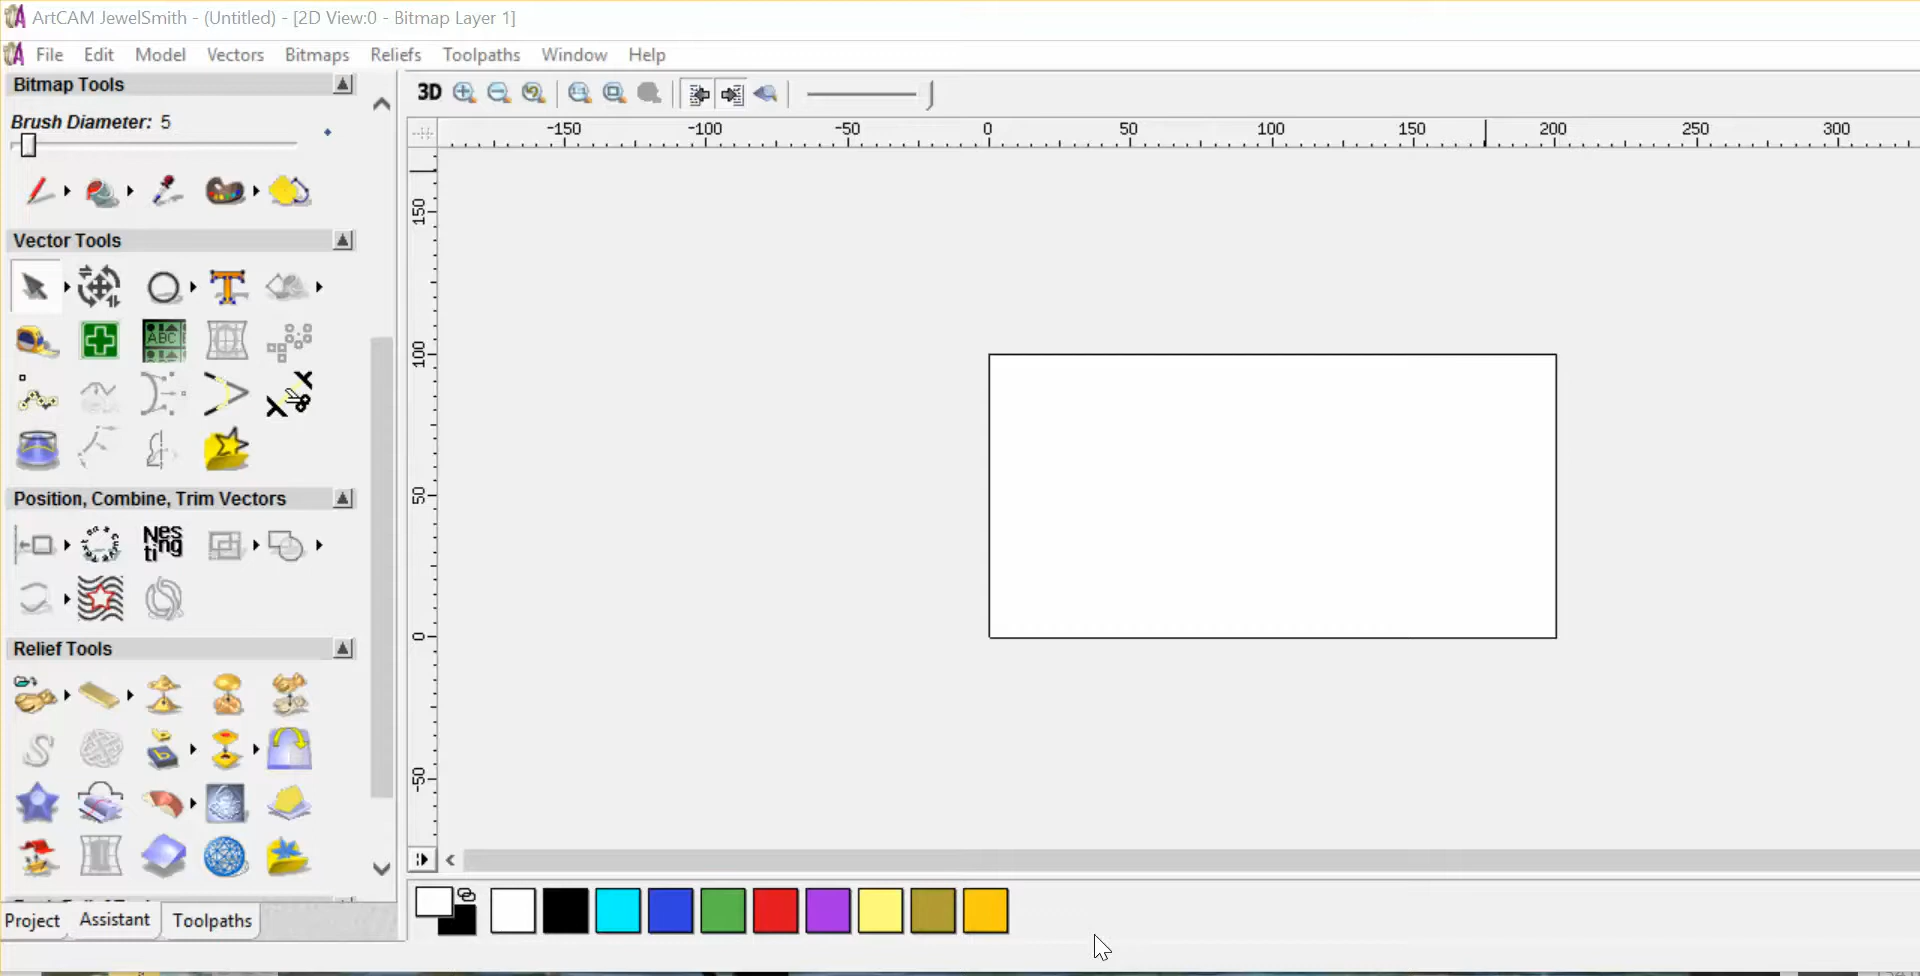 ArtCAM JewelSmith - (Untitled) - [2D View:0 - Bitmap Layer 1]
File Edit Model Vectors Bitmaps Reliefs Toolpaths Window Help
Bitmap Tools
3D
Brush Diameter: 5
-150 -100 -50 0 50 100 150 200 250 300
150
Vector Tools
T
ABC
100
50
Position, Combine, Trim Vectors
Nes
ting
0
Relief Tools
S
-50
Project Assistant Toolpaths